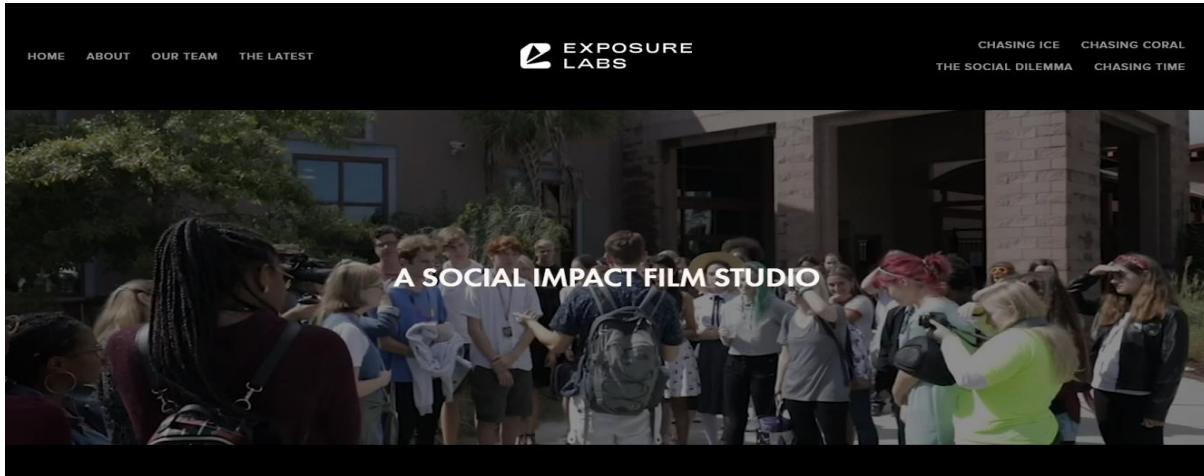 HOME ABOUT OUR TEAM THE LATEST
EXPOSURE
LABS
CHASING ICE CHASING CORAL
THE SOCIAL DILEMMA CHASING TIME
A SOCIAL IMPACT FILM STUDIO